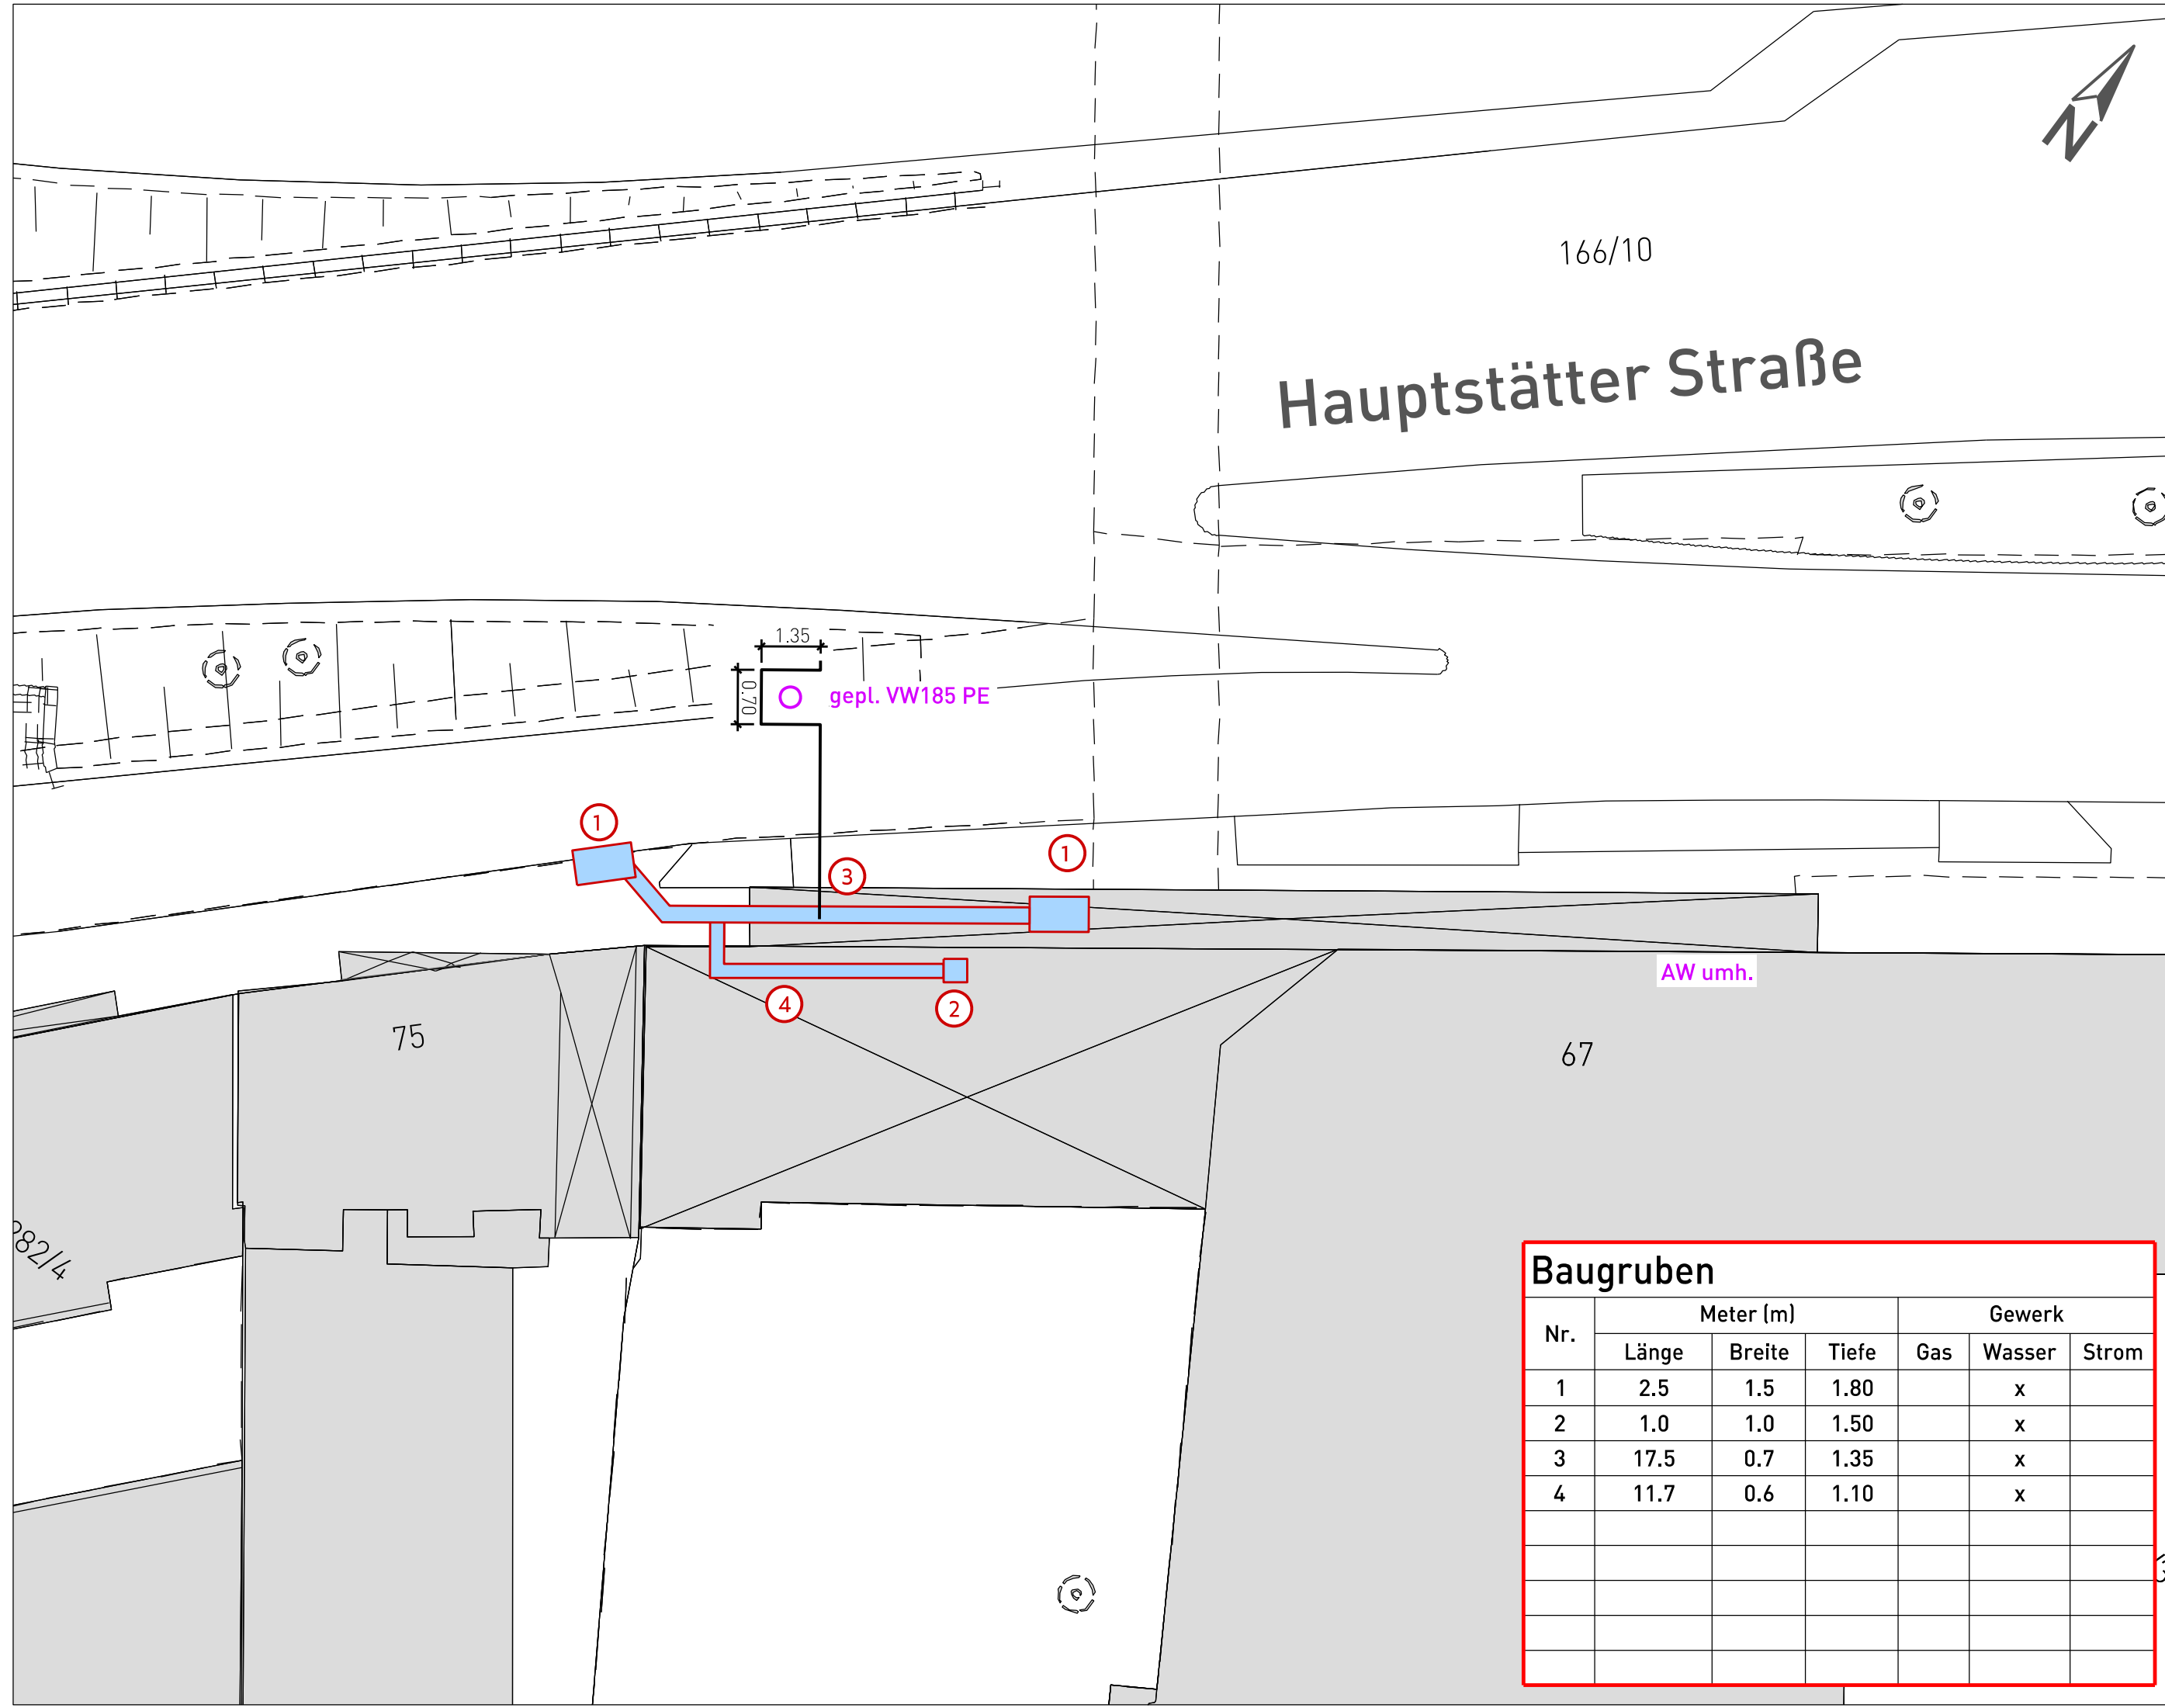 N
166/10
Hauptstätter Straße
1.35
0.70
gepl. VW185 PE
1
1
3
4
2
AW umh.
75
67
Baugruben
Nr. Meter (m) Gewerk
Länge Breite Tiefe Gas Wasser Strom
1 2.5 1.5 1.80 x
2 1.0 1.0 1.50 x
3 17.5 0.7 1.35 x
4 11.7 0.6 1.10 x